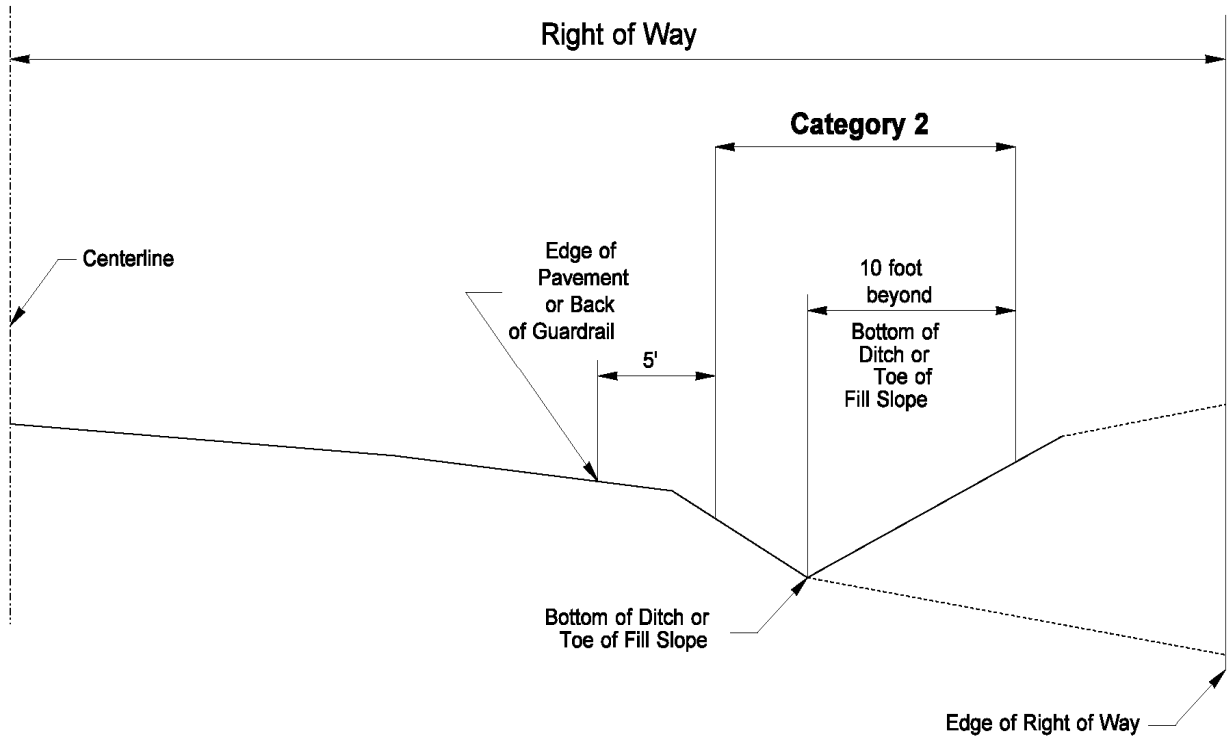 Right of Way
Category 2
Centerline
Edge of
Pavement
or Back
of Guardrail
5'
10 foot
beyond
Bottom of
Ditch or
Toe of
Fill Slope
Bottom of Ditch or
Toe of Fill Slope
Edge of Right of Way